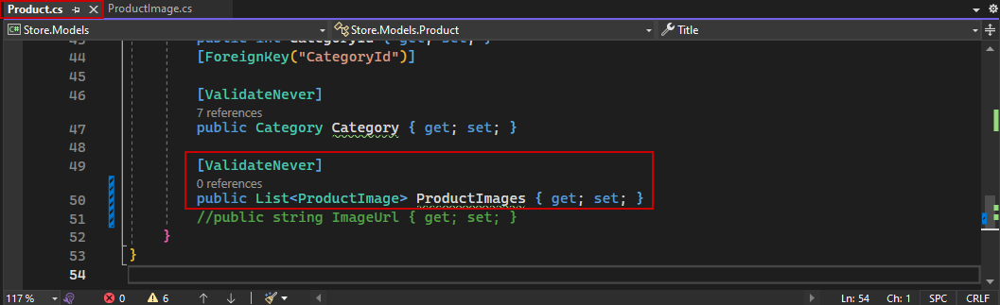 Product.cs
ProductImage.cs
C# Store.Models
Store.Models.Product
Title
43 public int CategoryId { get; set; }
44 [ForeignKey("CategoryId")]
45
46 [ValidateNever]
7 references
47 public Category Category { get; set; }
48
49 [ValidateNever]
0 references
50 public List<ProductImage> ProductImages { get; set; }
51 //public string ImageUrl { get; set; }
52 }
53 }
54
117 % 0 6 Ln: 54 Ch: 1 SPC CRLF